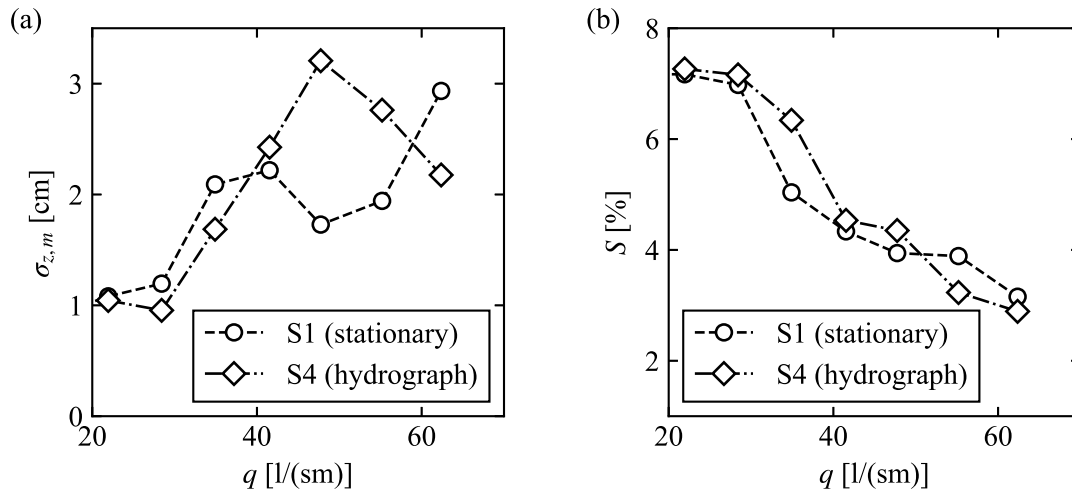 (a)
3
2
1
0
σz,m [cm]
20 40 60
q [l/(sm)]
S1 (stationary)
S4 (hydrograph)
(b)
8
6
4
2
S [%]
20 40 60
q [l/(sm)]
S1 (stationary)
S4 (hydrograph)